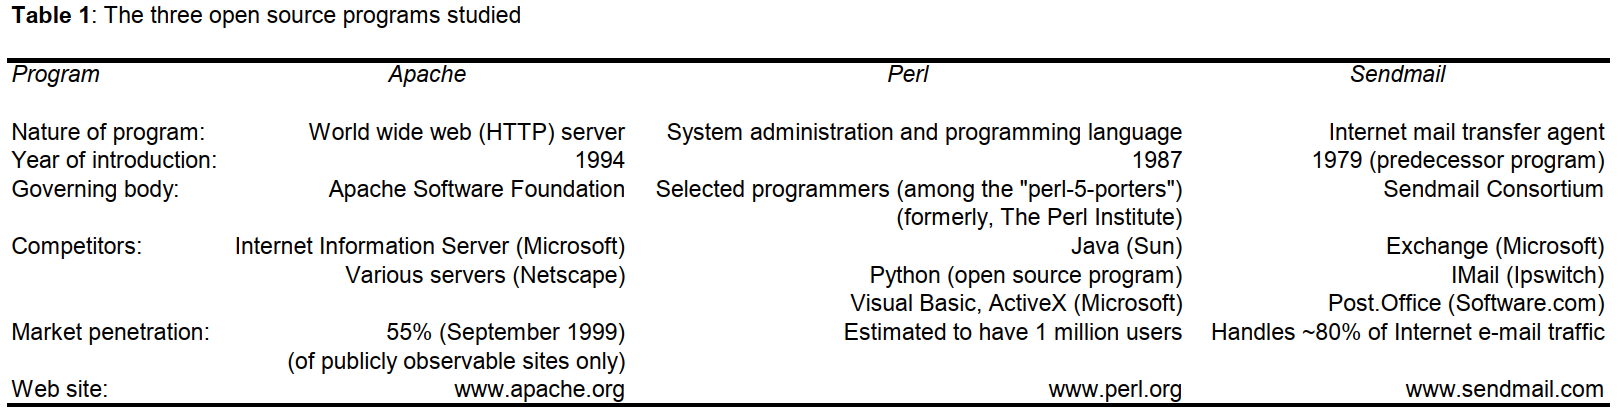 Table 1: The three open source programs studied
Program Apache Perl Sendmail
Nature of program: World wide web (HTTP) server System administration and programming language Internet mail transfer agent
Year of introduction: 1994 1987 1979 (predecessor program)
Governing body: Apache Software Foundation Selected programmers (among the "perl-5-porters") Sendmail Consortium
(formerly, The Perl Institute)
Competitors: Internet Information Server (Microsoft) Java (Sun) Exchange (Microsoft)
Various servers (Netscape) Python (open source program) IMail (Ipswitch)
Visual Basic, ActiveX (Microsoft) Post.Office (Software.com)
Market penetration: 55% (September 1999) Estimated to have 1 million users Handles ~80% of Internet e-mail traffic
(of publicly observable sites only)
Web site: www.apache.org www.perl.org www.sendmail.com